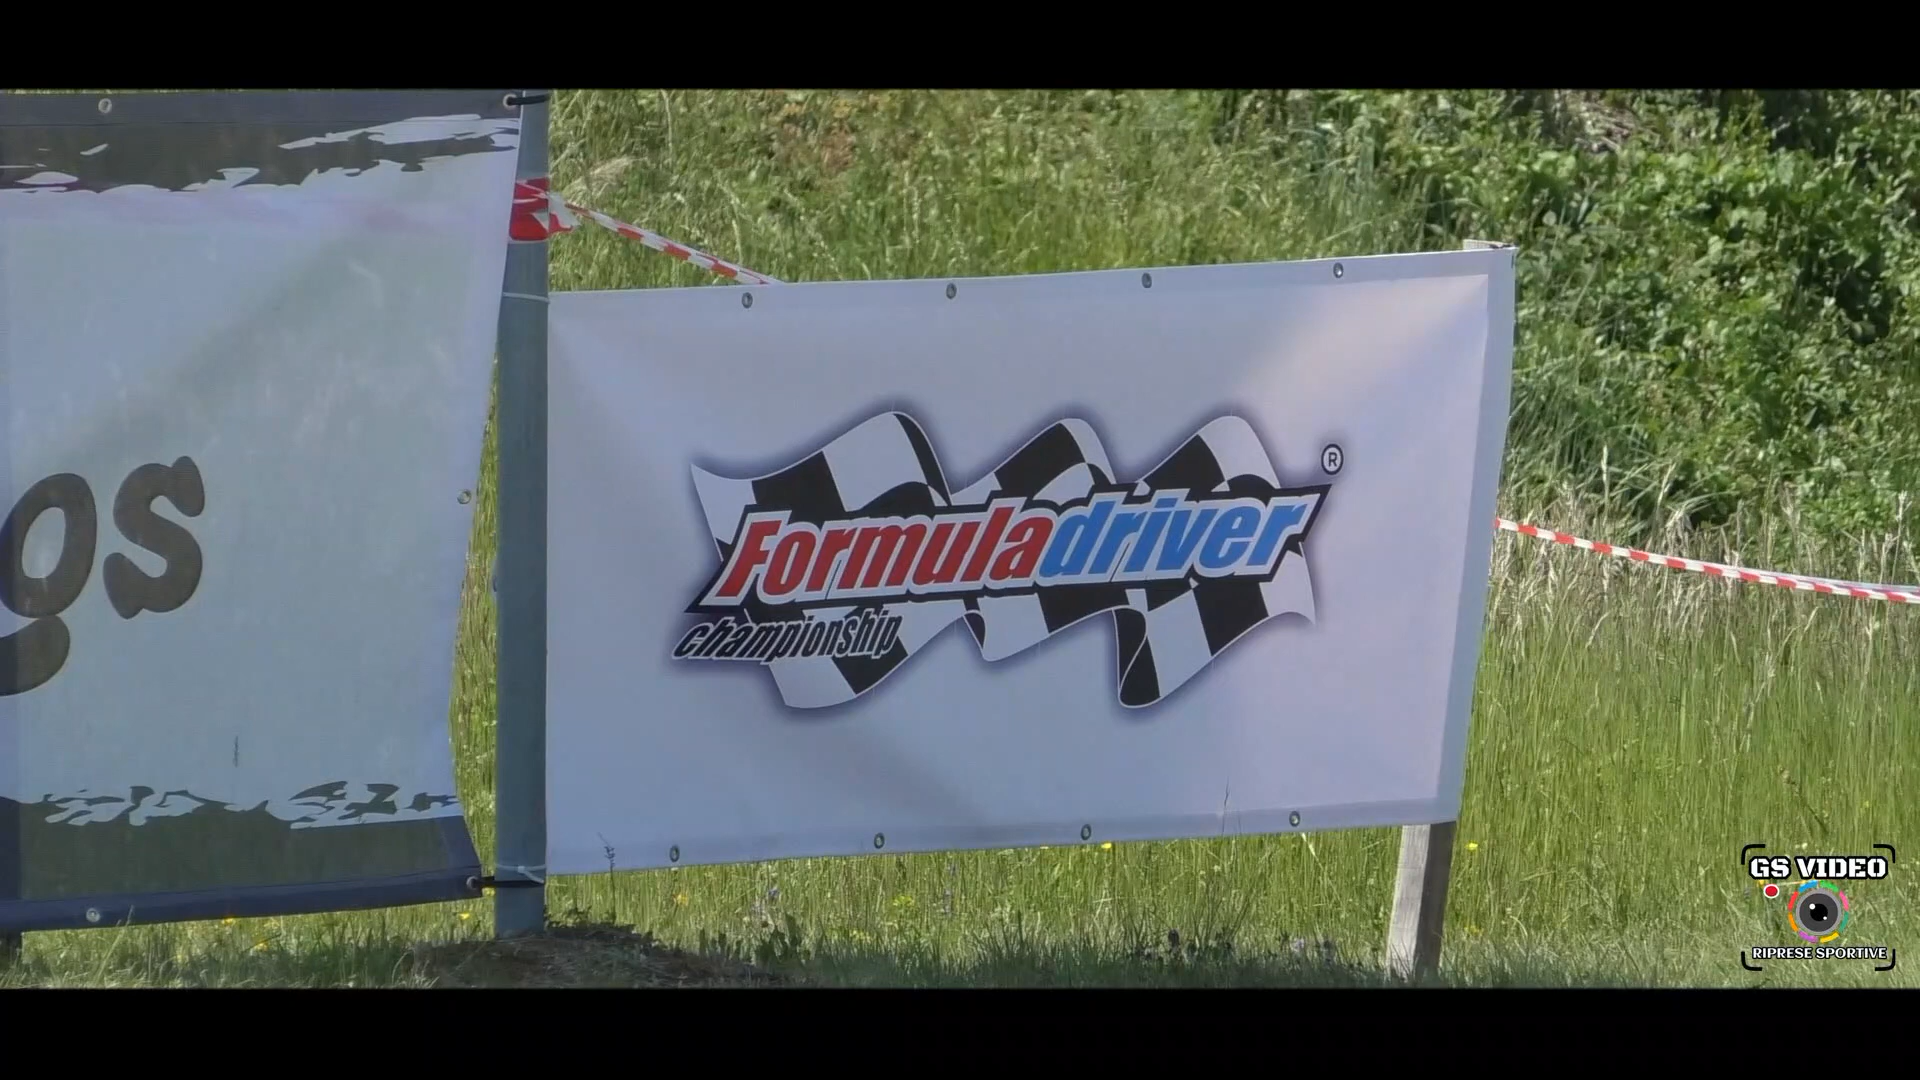 gs
Formuladriver
®
championship
GS VIDEO
RIPRESE SPORTIVE